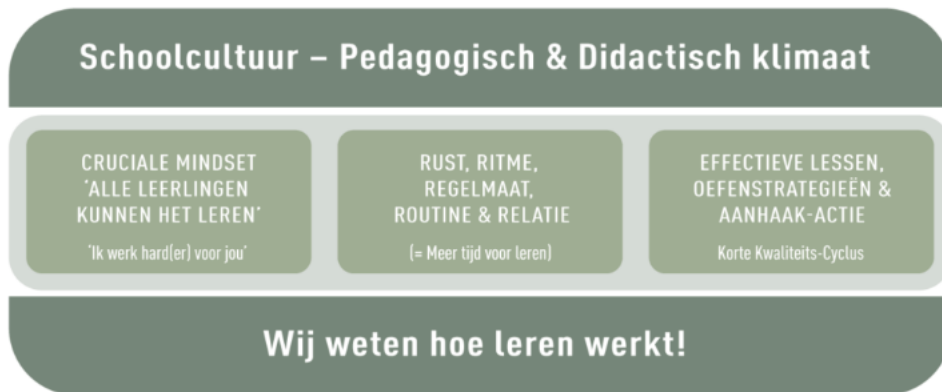 Schoolcultuur – Pedagogisch & Didactisch klimaat
CRUCIALE MINDSET
'ALLE LEERLINGEN
KUNNEN HET LEREN'
'Ik werk hard(er) voor jou'
RUST, RITME,
REGELMAAT,
ROUTINE & RELATIE
(= Meer tijd voor leren)
EFFECTIEVE LESSEN,
OEFENSTRATEGIEËN &
AANHAAK-ACTIE
Korte Kwaliteits-Cyclus
Wij weten hoe leren werkt!